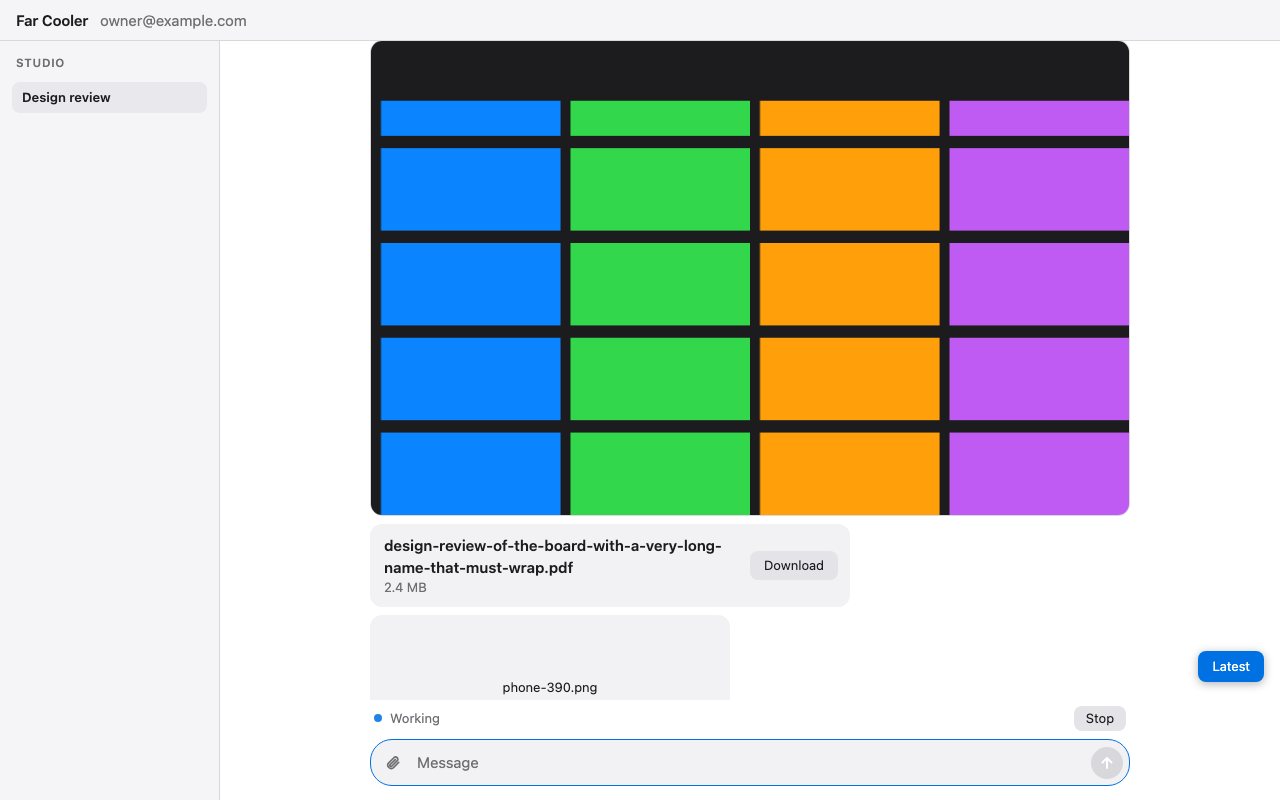 Far Cooler owner@example.com
STUDIO
Design review
design-review-of-the-board-with-a-very-long-
name-that-must-wrap.pdf
2.4 MB
Download
phone-390.png
Latest
Working
Stop
Message